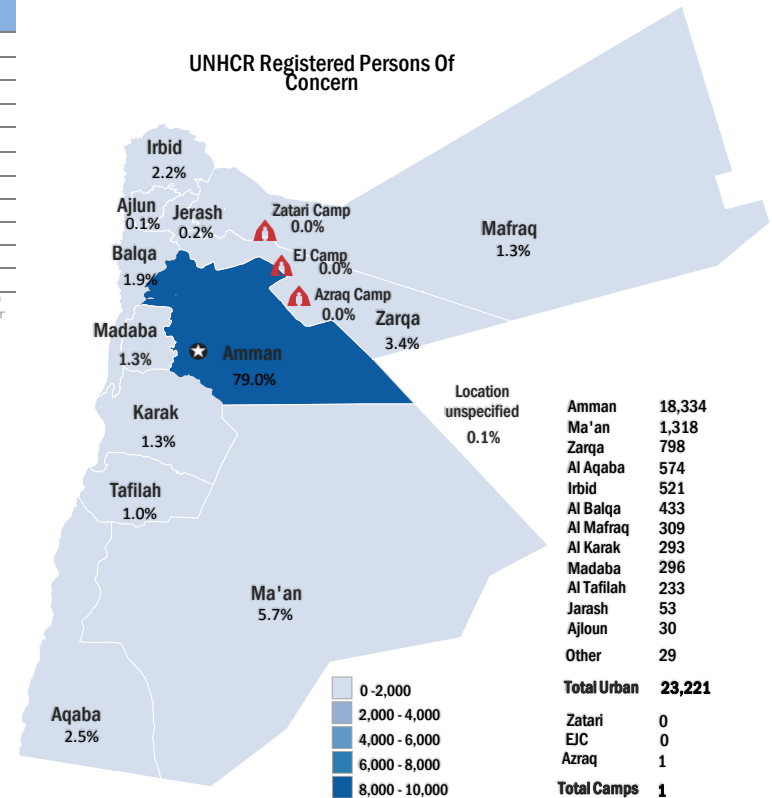 UNHCR Registered Persons Of
Concern
Irbid
2.2%
Ajlun
0.1%
Jerash
0.2%
Zatari Camp
0.0%
Mafraq
1.3%
Balqa
1.9%
EJ Camp
0.0%
Azraq Camp
0.0%
Zarqa
3.4%
Madaba
1.3%
Amman
79.0%
Karak
1.3%
Location
unspecified
0.1%
Tafilah
1.0%
Ma'an
5.7%
Aqaba
2.5%
0 -2,000
2,000 - 4,000
4,000 - 6,000
6,000 - 8,000
8,000 - 10,000
Amman 18,334
Ma'an 1,318
Zarqa 798
Al Aqaba 574
Irbid 521
Al Balqa 433
Al Mafraq 309
Al Karak 293
Madaba 296
Al Tafilah 233
Jarash 53
Ajloun 30
Other 29
Total Urban 23,221
Zatari 0
EJC 0
Azraq 1
Total Camps 1